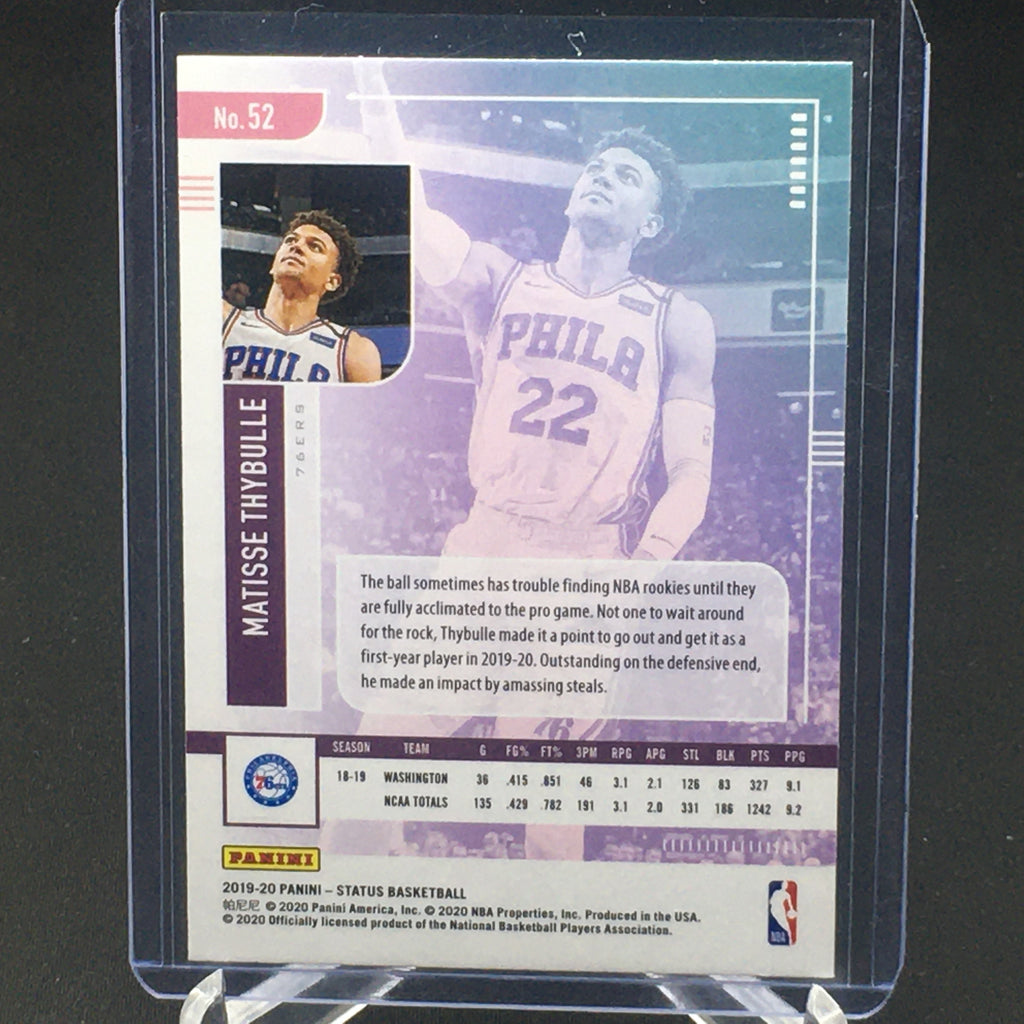 No. 52
PHILA
22
PHILA
MATISSE THYBULLE
76ERS
The ball sometimes has trouble finding NBA rookies until they
are fully acclimated to the pro game. Not one to wait around
for the rock, Thybulle made it a point to go out and get it as a
first-year player in 2019-20. Outstanding on the defensive end,
he made an impact by amassing steals.
76
SEASON TEAM G FG% FT% 3PM RPG APG STL BLK PTS PPG
18-19 WASHINGTON 36 .415 .851 46 3.1 2.1 126 83 327 9.1
NCAA TOTALS 135 .429 .782 191 3.1 2.0 331 186 1242 9.2
PHILADELPHIA
76ers
PANINI
2019-20 PANINI – STATUS BASKETBALL
帕尼尼 © 2020 Panini America, Inc. © 2020 NBA Properties, Inc. Produced in the USA.
© 2020 Officially licensed product of the National Basketball Players Association.
NBA